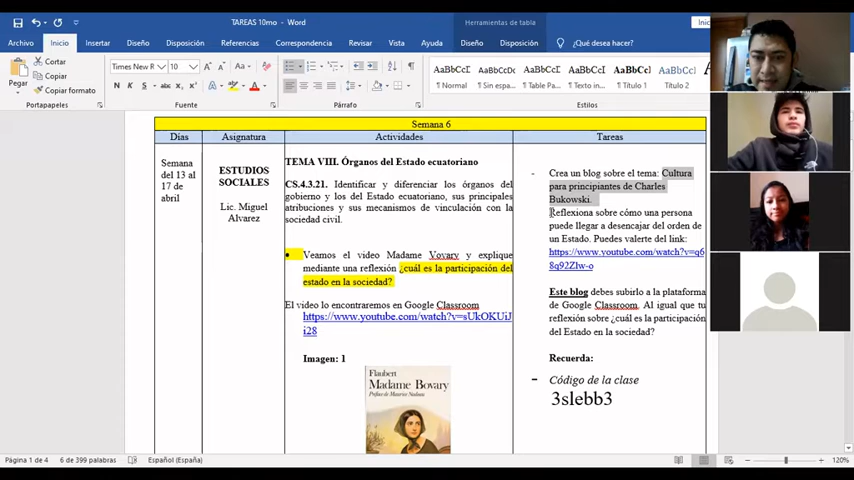 TAREAS 10mo - Word
Herramientas de tabla
Inic
Archivo Inicio Insertar Diseño Disposición Referencias Correspondencia Revisar Vista Ayuda Diseño Disposición ¿Qué desea hacer?
Pegar
Cortar
Copiar
Copiar formato
Times New R 10
N K S
AaBbCcI AaBbCcDc AaBbCcD AaBbCcI AaBbCc AaBbCcD
¶ Normal ¶ Sin espa... ¶ Table Pa... ¶ Texto in... ¶ Título 1 ¶ Título 2
Portapapeles Fuente Párrafo Estilos
Semana 6
Días Asignatura Actividades Tareas
Semana
del 13 al
17 de
abril
ESTUDIOS
SOCIALES
Lic. Miguel
Alvarez
TEMA VIII. Órganos del Estado ecuatoriano
CS.4.3.21. Identificar y diferenciar los órganos del
gobierno y los del Estado ecuatoriano, sus principales
atribuciones y sus mecanismos de vinculación con la
sociedad civil.
Veamos el video Madame Vovary y explique
mediante una reflexión ¿cuál es la participación del
estado en la sociedad?
El video lo encontraremos en Google Classroom
https://www.youtube.com/watch?v=sUkOKUiJ
i28
Imagen: 1
Flaubert
Madame Bovary
- Crea un blog sobre el tema: Cultura
para principiantes de Charles
Bukowski.
Reflexiona sobre cómo una persona
puede llegar a desencajar del orden de
un Estado. Puedes valerte del link:
https://www.youtube.com/watch?v=q6
8q92Zlw-o
Este blog debes subirlo a la plataforma
de Google Classroom. Al igual que tu
reflexión sobre ¿cuál es la participación
del Estado en la sociedad?
Recuerda:
- Código de la clase
3slebb3
Página 1 de 4 6 de 399 palabras Español (España) 120%